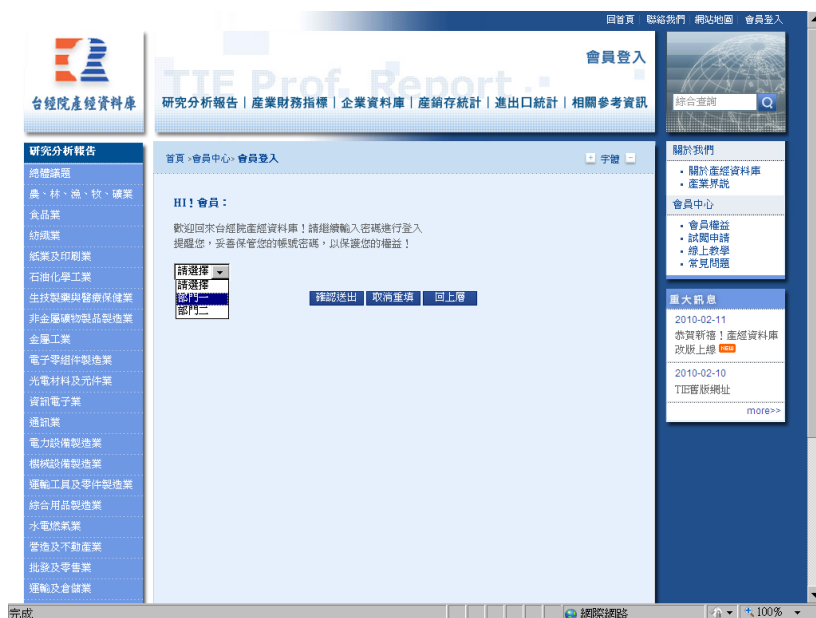 回首頁 | 聯絡我們 | 網站地圖 | 會員登入
台經院產經資料庫
TIE Prof. Report
會員登入
研究分析報告 | 產業財務指標 | 企業資料庫 | 產銷存統計 | 進出口統計 | 相關參考資訊
綜合查詢
研究分析報告
總體議題
農、林、漁、牧、礦業
食品業
紡織業
紙業及印刷業
石油化學工業
生技製藥與醫療保健業
非金屬礦物製品製造業
金屬工業
電子零組件製造業
光電材料及元件業
資訊電子業
通訊業
電力設備製造業
機械設備製造業
運輸工具及零件製造業
綜合用品製造業
水電燃氣業
營造及不動產業
批發及零售業
運輸及倉儲業
首頁 >會員中心> 會員登入
+ 字體 -
HI! 會員：
歡迎回來台經院產經資料庫！請繼續輸入密碼進行登入
提醒您，妥善保管您的帳號密碼，以保護您的權益！
請選擇
請選擇
部門一
部門二
確認送出 取消重填 回上層
關於我們
關於產經資料庫
產業界說
會員中心
會員權益
試閱申請
線上教學
常見問題
重大訊息
2010-02-11
恭賀新禧！產經資料庫
改版上線 NEW
2010-02-10
TIE舊版網址
more>>
完成
網際網路
100%